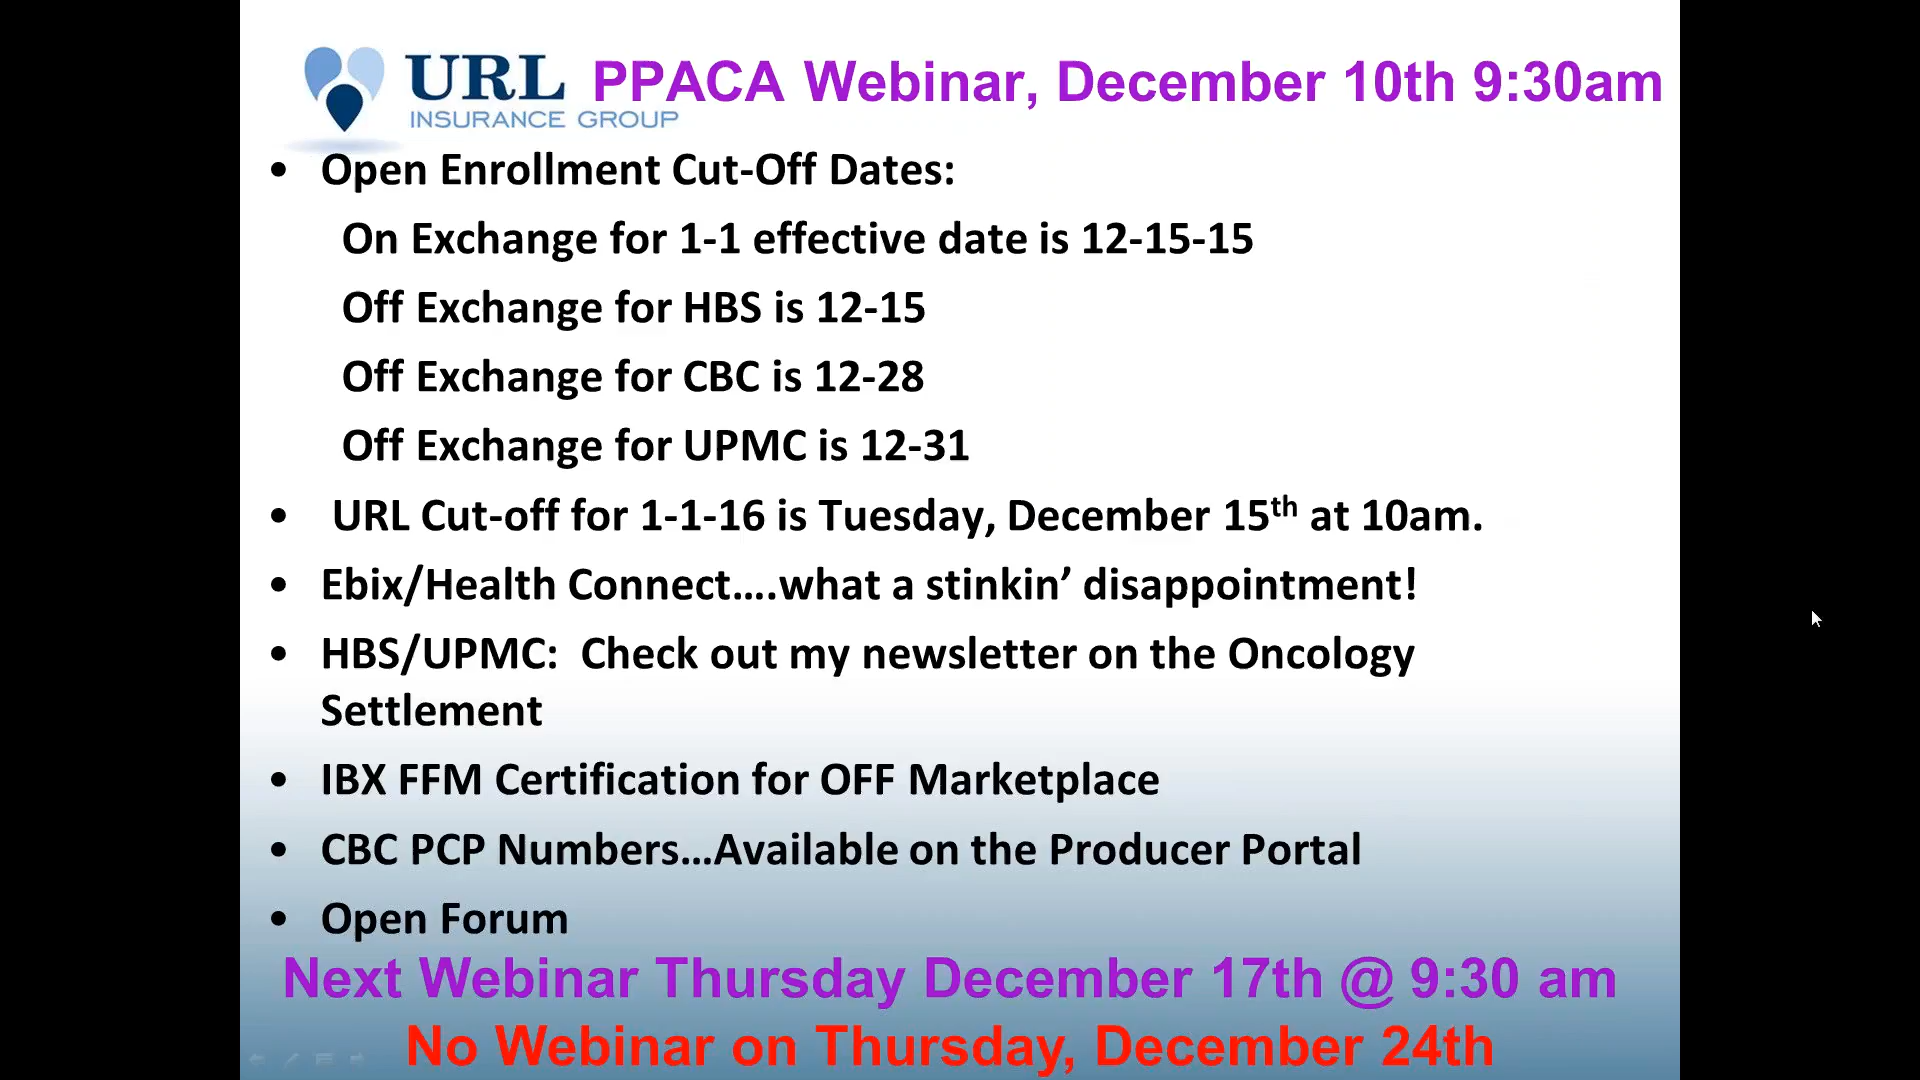 URL PPACA Webinar, December 10th 9:30am
INSURANCE GROUP
• Open Enrollment Cut-Off Dates:
On Exchange for 1-1 effective date is 12-15-15
Off Exchange for HBS is 12-15
Off Exchange for CBC is 12-28
Off Exchange for UPMC is 12-31
• URL Cut-off for 1-1-16 is Tuesday, December 15th at 10am.
• Ebix/Health Connect....what a stinkin’ disappointment!
• HBS/UPMC: Check out my newsletter on the Oncology
Settlement
• IBX FFM Certification for OFF Marketplace
• CBC PCP Numbers...Available on the Producer Portal
• Open Forum
Next Webinar Thursday December 17th @ 9:30 am
No Webinar on Thursday, December 24th